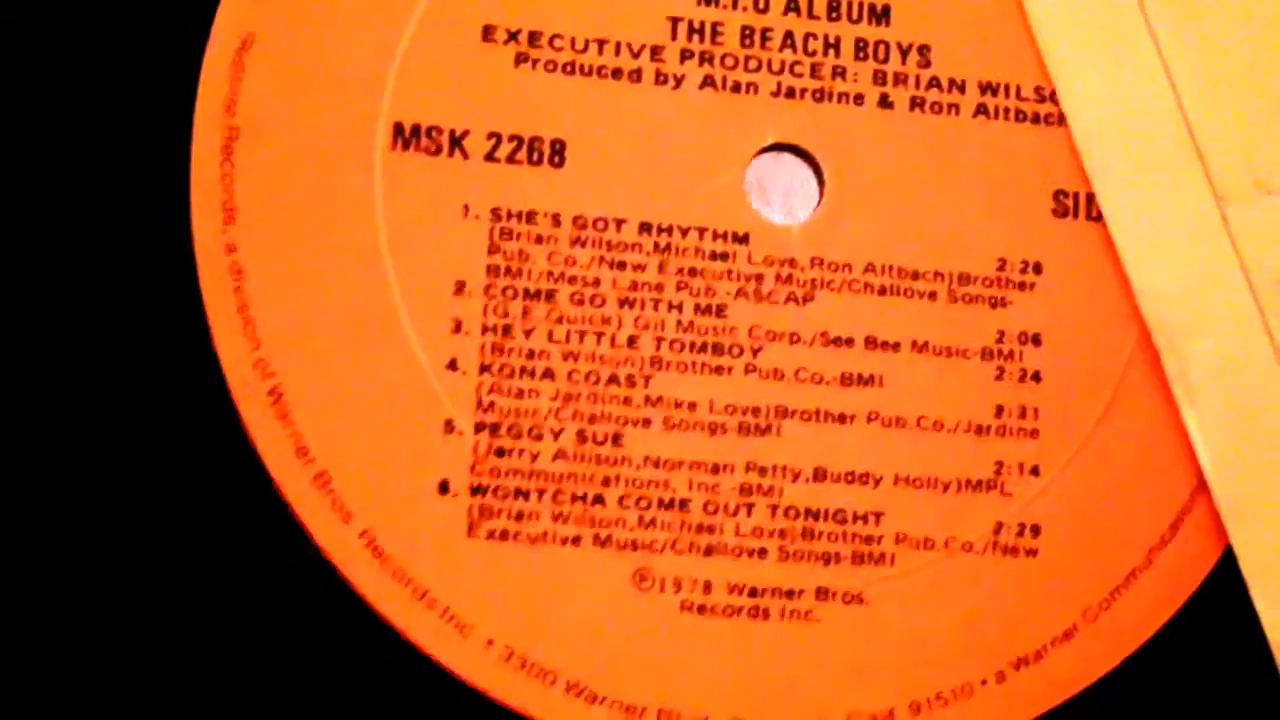 M.I.U ALBUM
THE BEACH BOYS
EXECUTIVE PRODUCER: BRIAN WILSO
Produced by Alan Jardine & Ron Altbach
MSK 2268
SID
1. SHE'S GOT RHYTHM 2:26
(Brian Wilson,Michael Love,Ron Altbach)Brother
Pub. Co./New Executive Music/Challove Songs-
BMI/Mesa Lane Pub.-ASCAP
2. COME GO WITH ME 2:06
(C.E.Quick) Gil Music Corp./See Bee Music-BMI
3. HEY LITTLE TOMBOY 2:24
(Brian Wilson)Brother Pub.Co.-BMI
4. KONA COAST
(Alan Jardine,Mike Love)Brother Pub.Co./Jardine
Music/Challove Songs-BMI
5. PEGGY SUE 2:14
(Jerry Allison,Norman Petty,Buddy Holly)MPL
Communications, Inc.-BMI
6. WONTCHA COME OUT TONIGHT 2:29
(Brian Wilson,Michael Love)Brother Pub.Co./New
Executive Music/Challove Songs-BMI
℗1978 Warner Bros.
Records Inc.
Records, a division of Warner Bros. Records Inc. • 3300 Warner Calif. 91510 • a Warner Communications